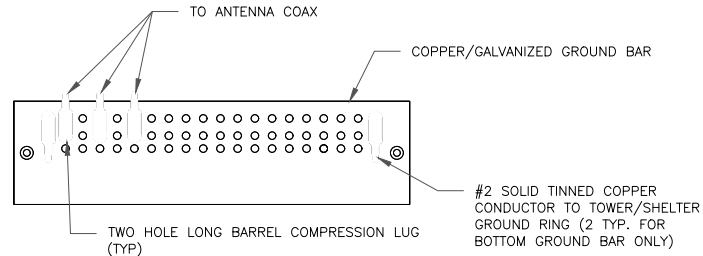 TO ANTENNA COAX
COPPER/GALVANIZED GROUND BAR
#2 SOLID TINNED COPPER
CONDUCTOR TO TOWER/SHELTER
GROUND RING (2 TYP. FOR
BOTTOM GROUND BAR ONLY)
TWO HOLE LONG BARREL COMPRESSION LUG
(TYP)